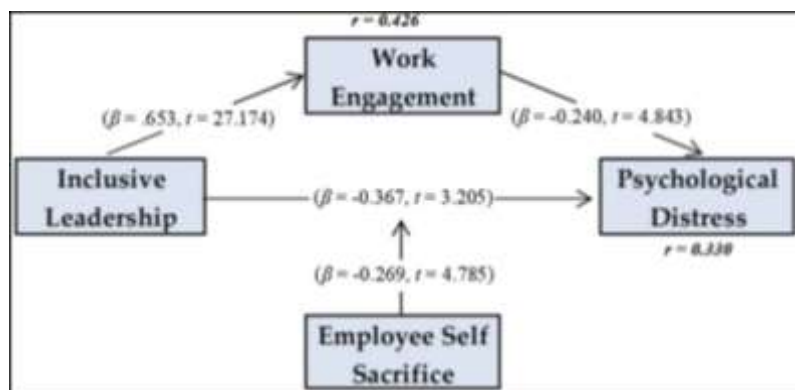 r = 0.426
Work
Engagement
(β = .653, t = 27.174)
(β = -0.240, t = 4.843)
Inclusive
Leadership
(β = -0.367, t = 3.205)
Psychological
Distress
r = 0.330
(β = -0.269, t = 4.785)
Employee Self
Sacrifice